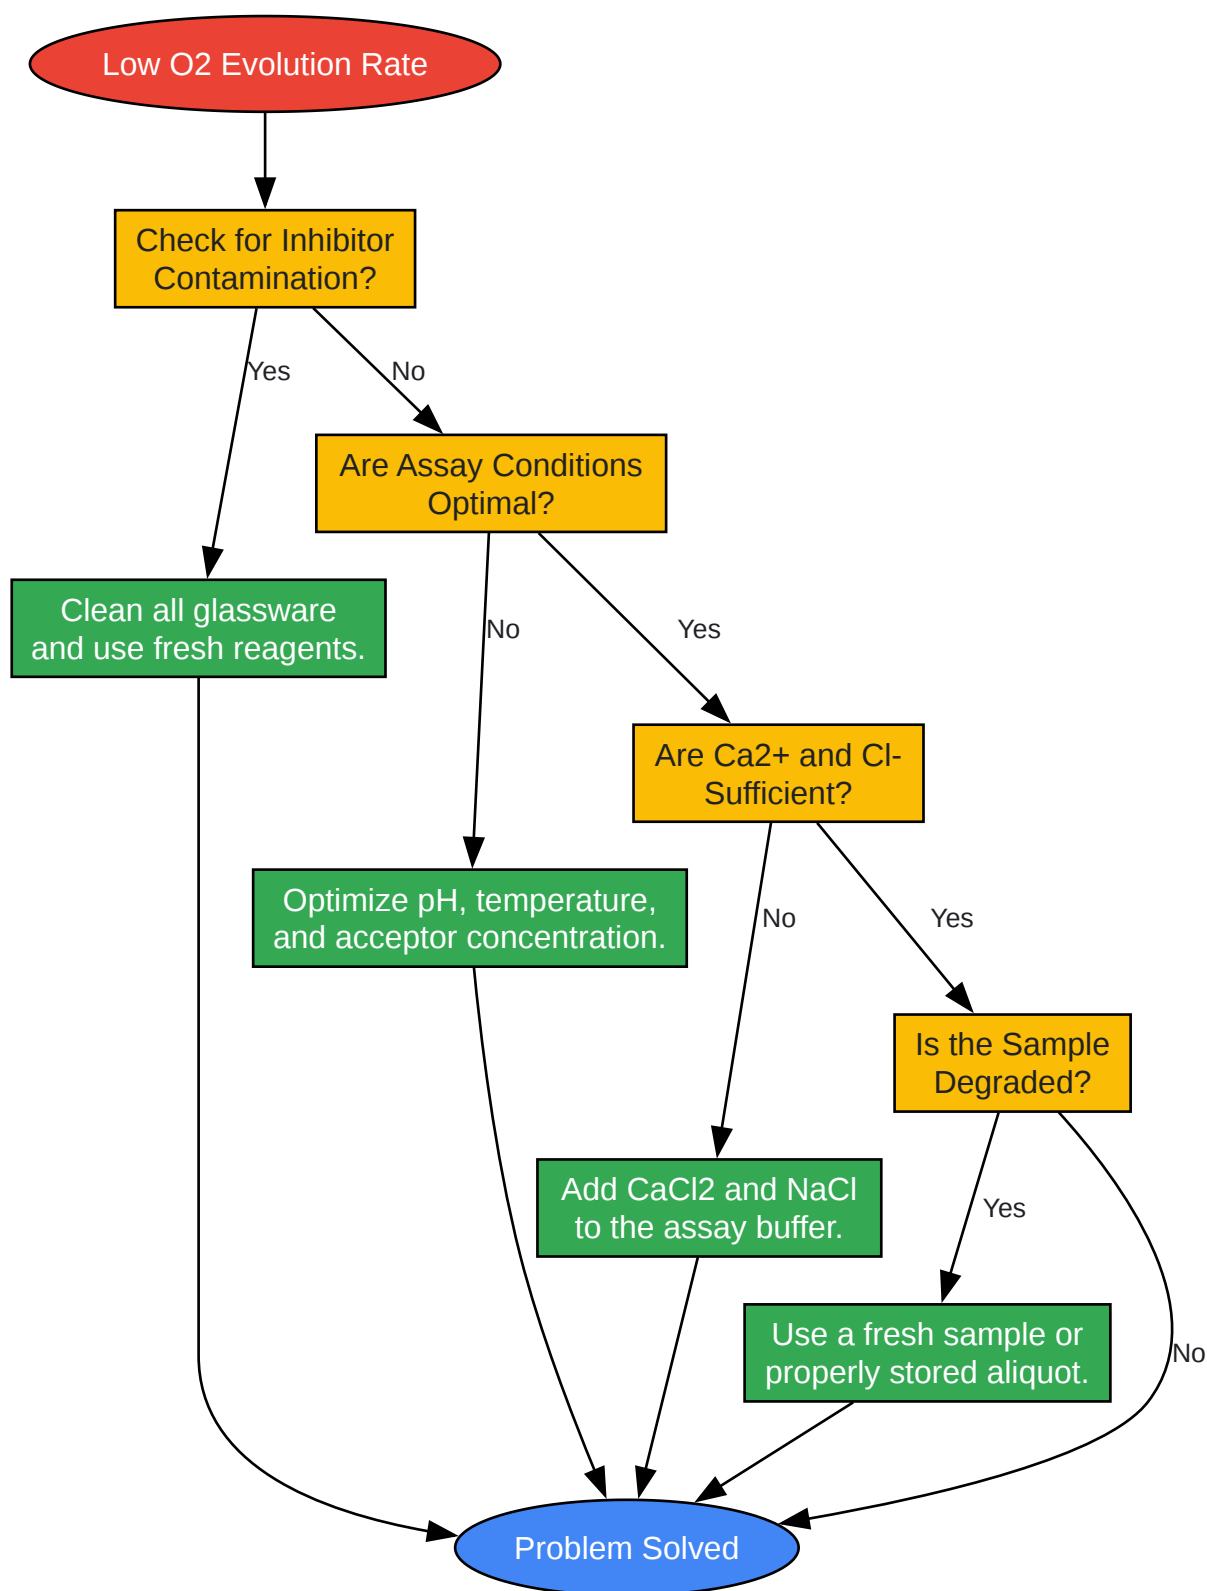 Low O2 Evolution Rate
Check for Inhibitor
Contamination?
Yes
No
Are Assay Conditions
Optimal?
Clean all glassware
and use fresh reagents.
No
Yes
Are Ca2+ and Cl-
Sufficient?
Optimize pH, temperature,
and acceptor concentration.
No
Yes
Is the Sample
Degraded?
Add CaCl2 and NaCl
to the assay buffer.
Yes
Use a fresh sample or
properly stored aliquot.
No
Problem Solved